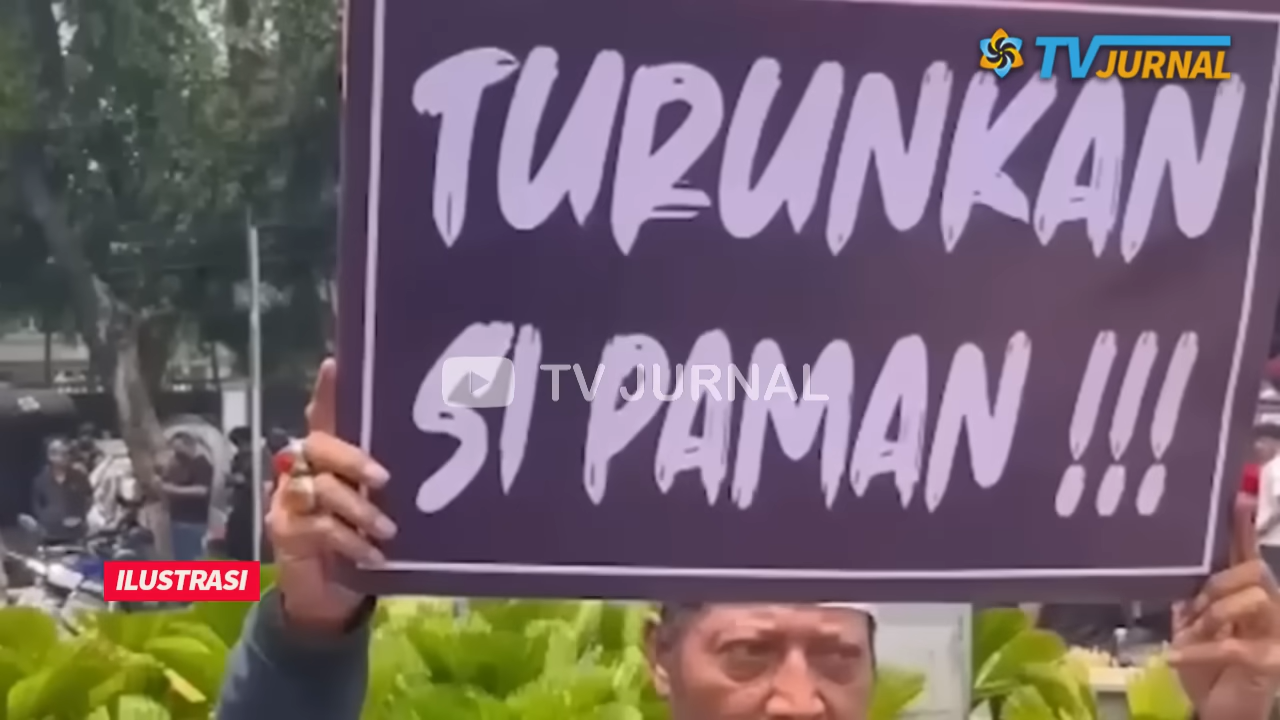 TV JURNAL
TURUNKAN
SI PAMAN !!!
TV JURNAL
ILUSTRASI